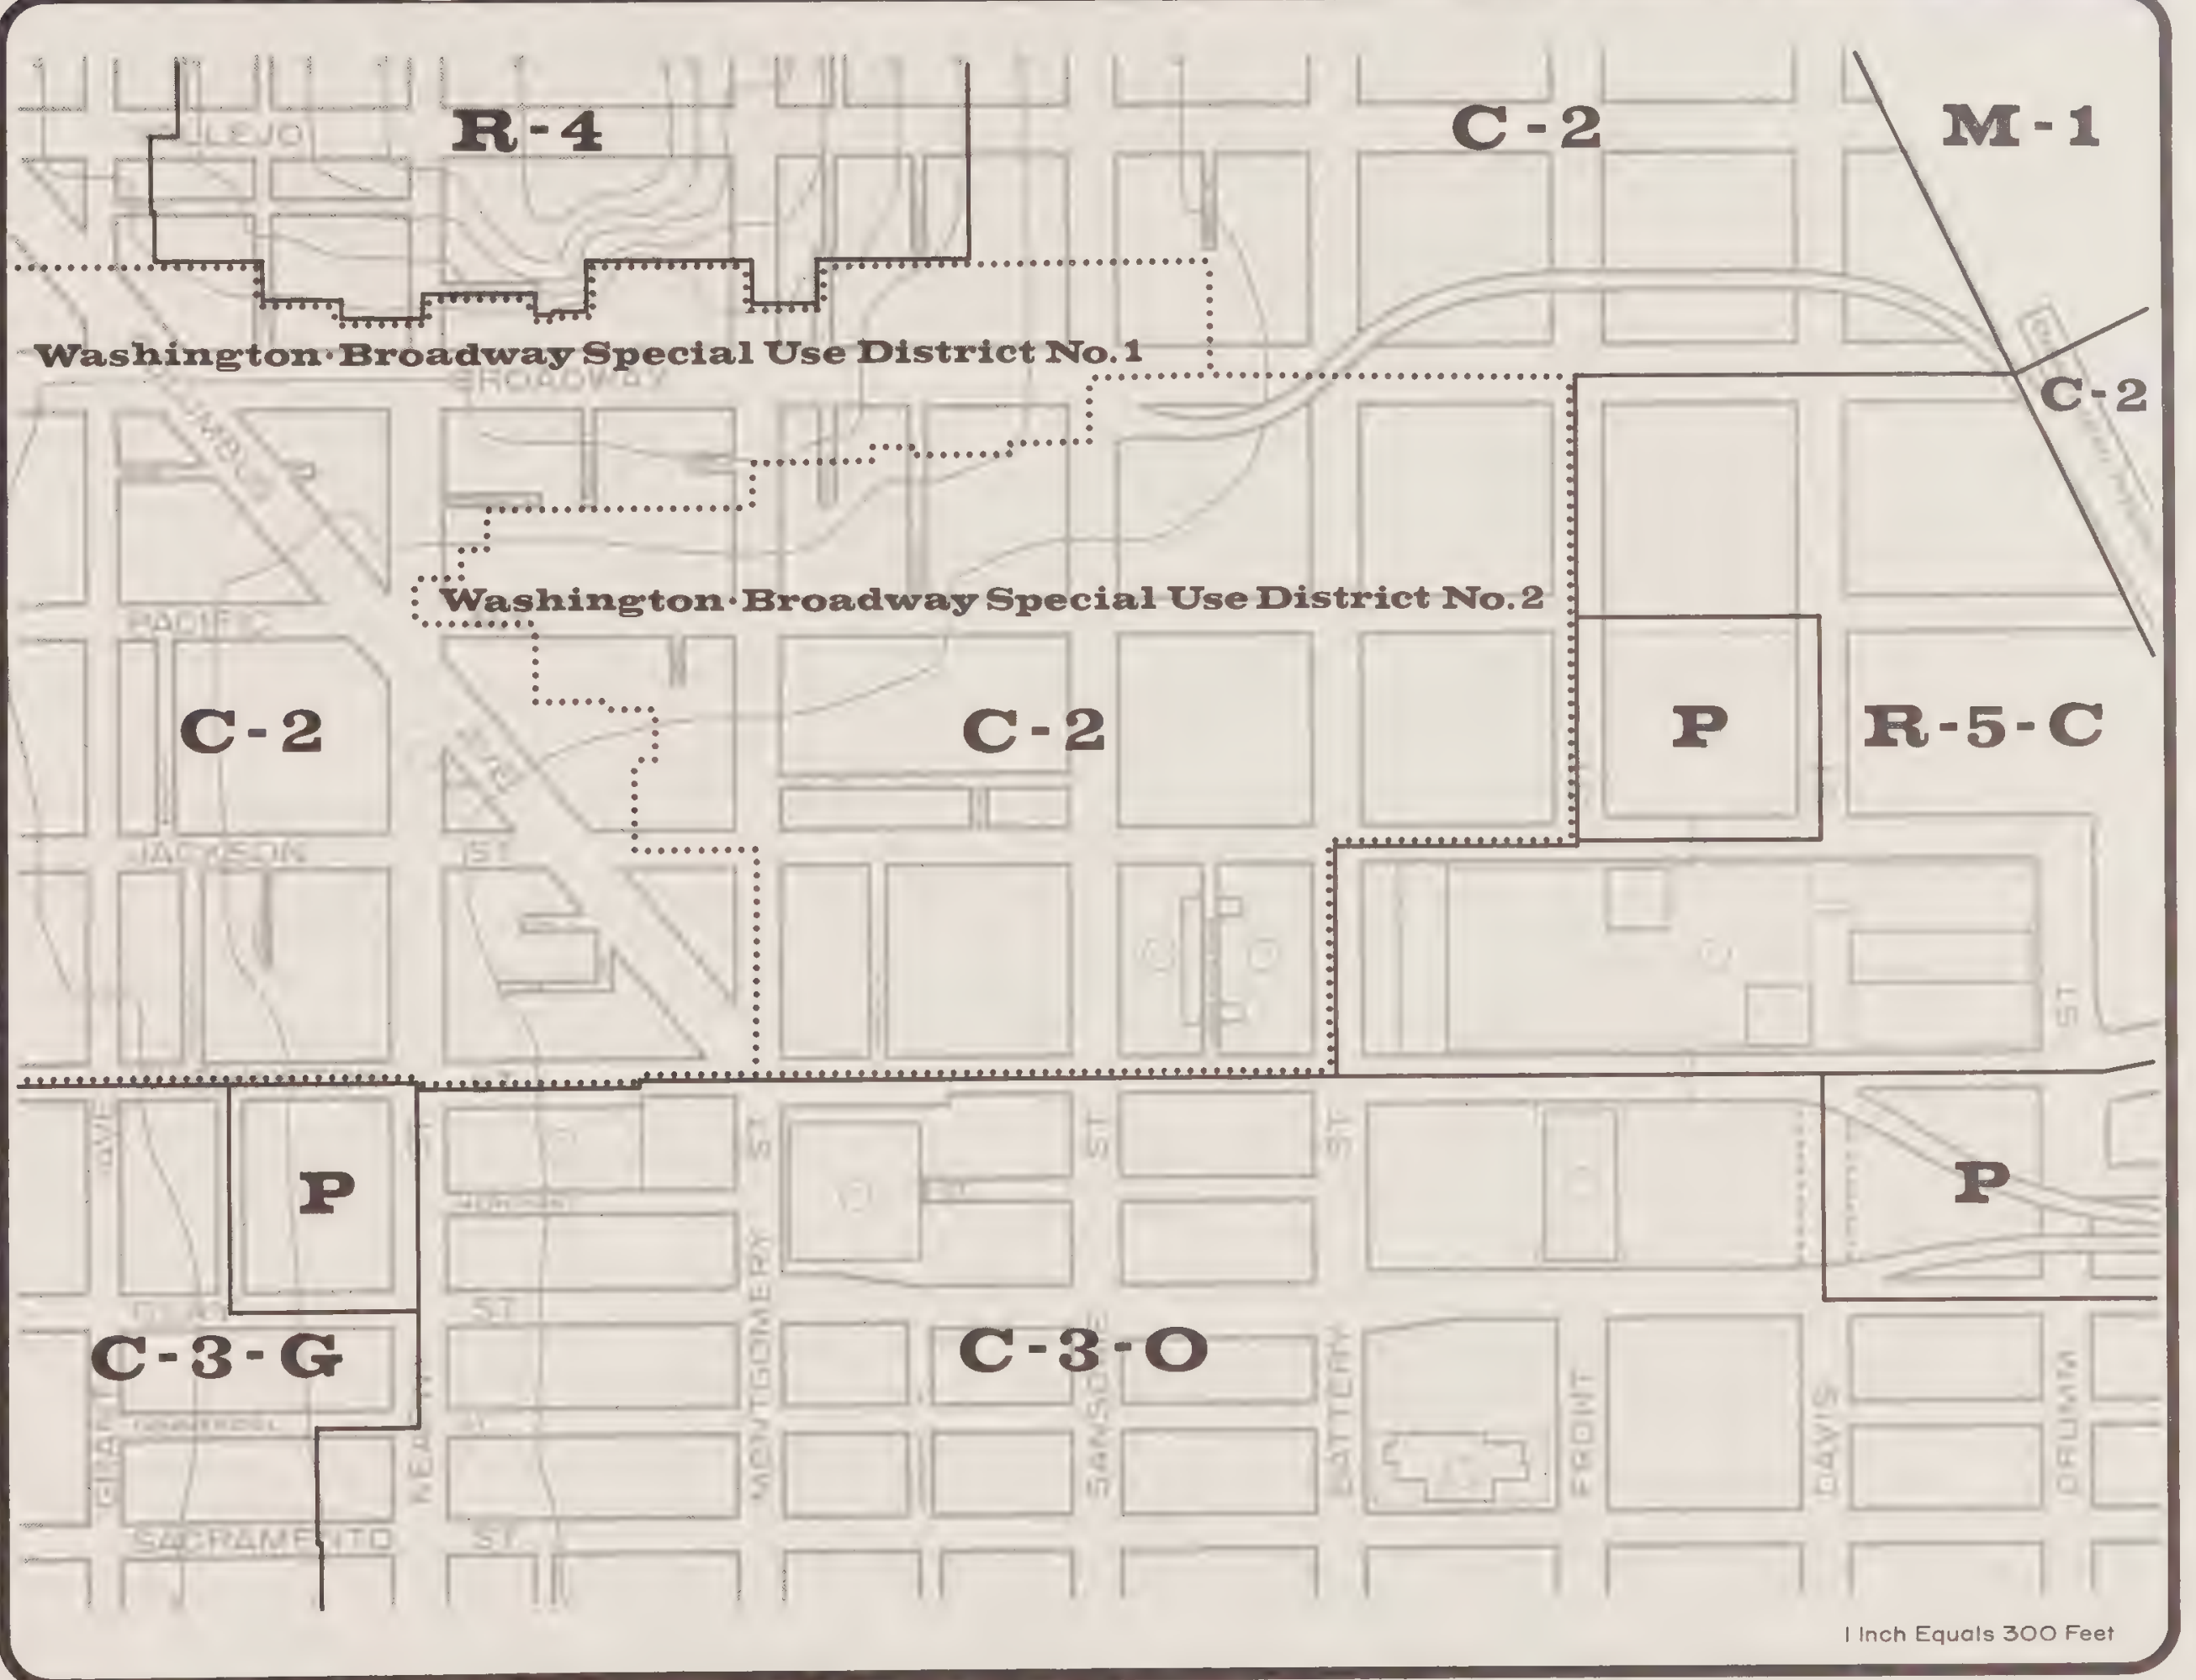 R-4
C-2
M-1
Washington·Broadway Special Use District No. 1
BROADWAY
C-2
Washington·Broadway Special Use District No. 2
PACIFIC
C-2
C-2
P
R-5-C
JACKSON
ST
ST
AVE
ST
ST
ST
P
P
ST
C-3-G
C-3-O
GRANT
MONTGOMERY
SANSOME
BATTERY
FRONT
DAVIS
DRUMM
SACRAMENTO
ST
1 Inch Equals 300 Feet